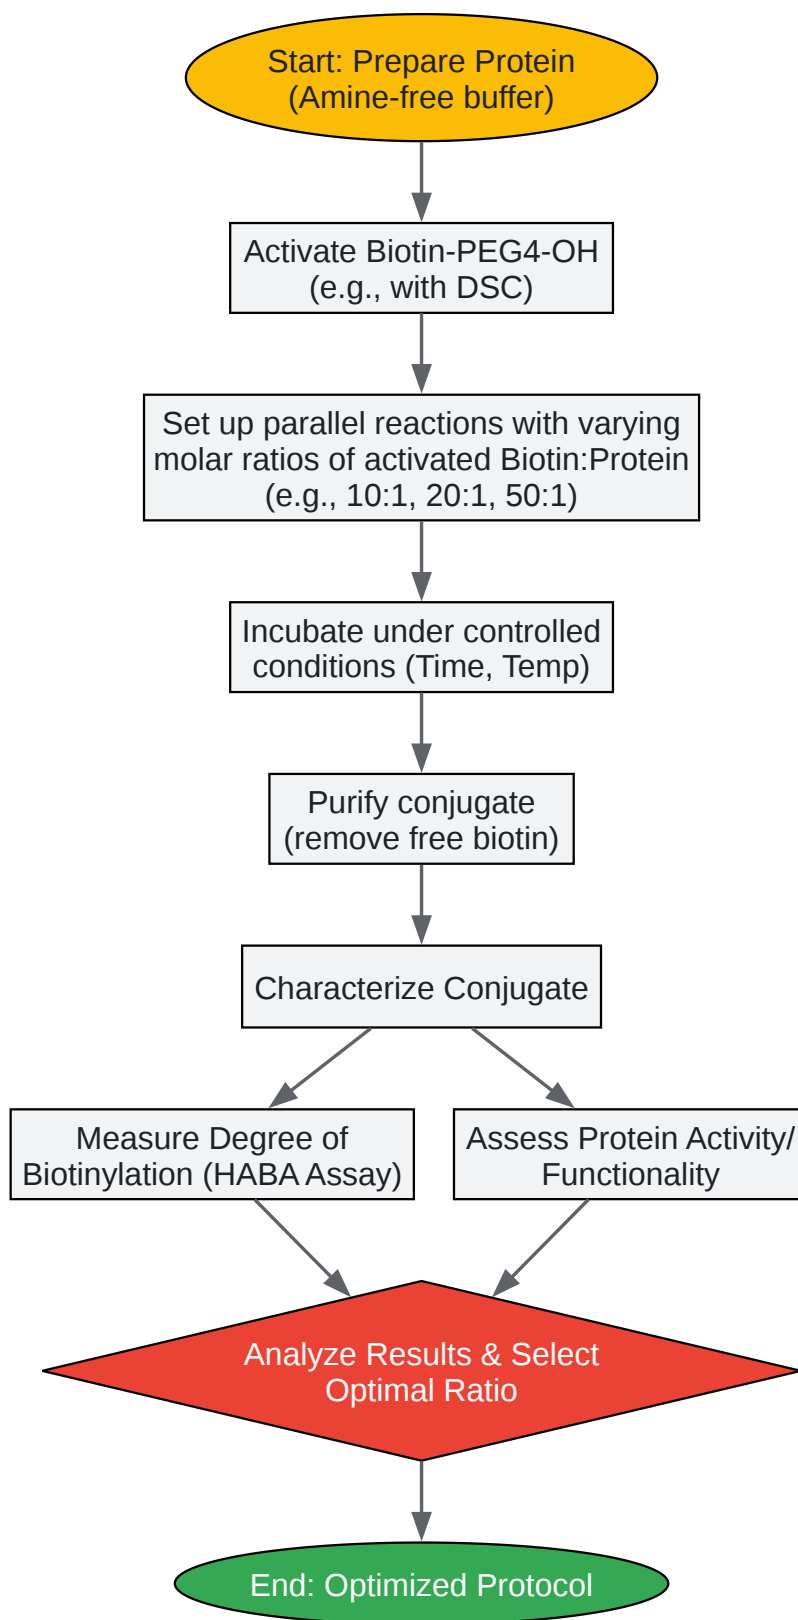 Start: Prepare Protein
(Amine-free buffer)
Activate Biotin-PEG4-OH
(e.g., with DSC)
Set up parallel reactions with varying
molar ratios of activated Biotin:Protein
(e.g., 10:1, 20:1, 50:1)
Incubate under controlled
conditions (Time, Temp)
Purify conjugate
(remove free biotin)
Characterize Conjugate
Measure Degree of
Biotinylation (HABA Assay)
Assess Protein Activity/
Functionality
Analyze Results & Select
Optimal Ratio
End: Optimized Protocol